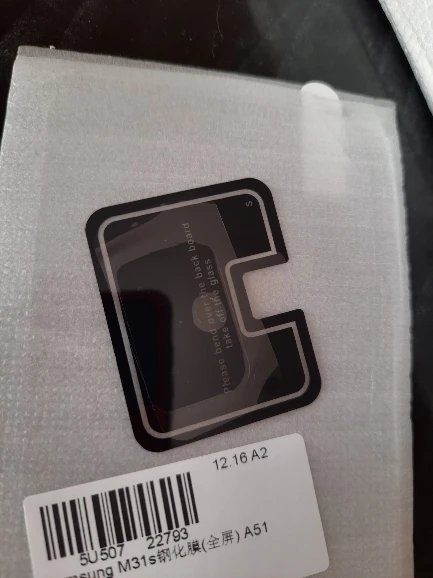 S
Please bend over the back board
take off the glass
12.16 A2
5U507 22793
msung M31s钢化膜(全屏) A51